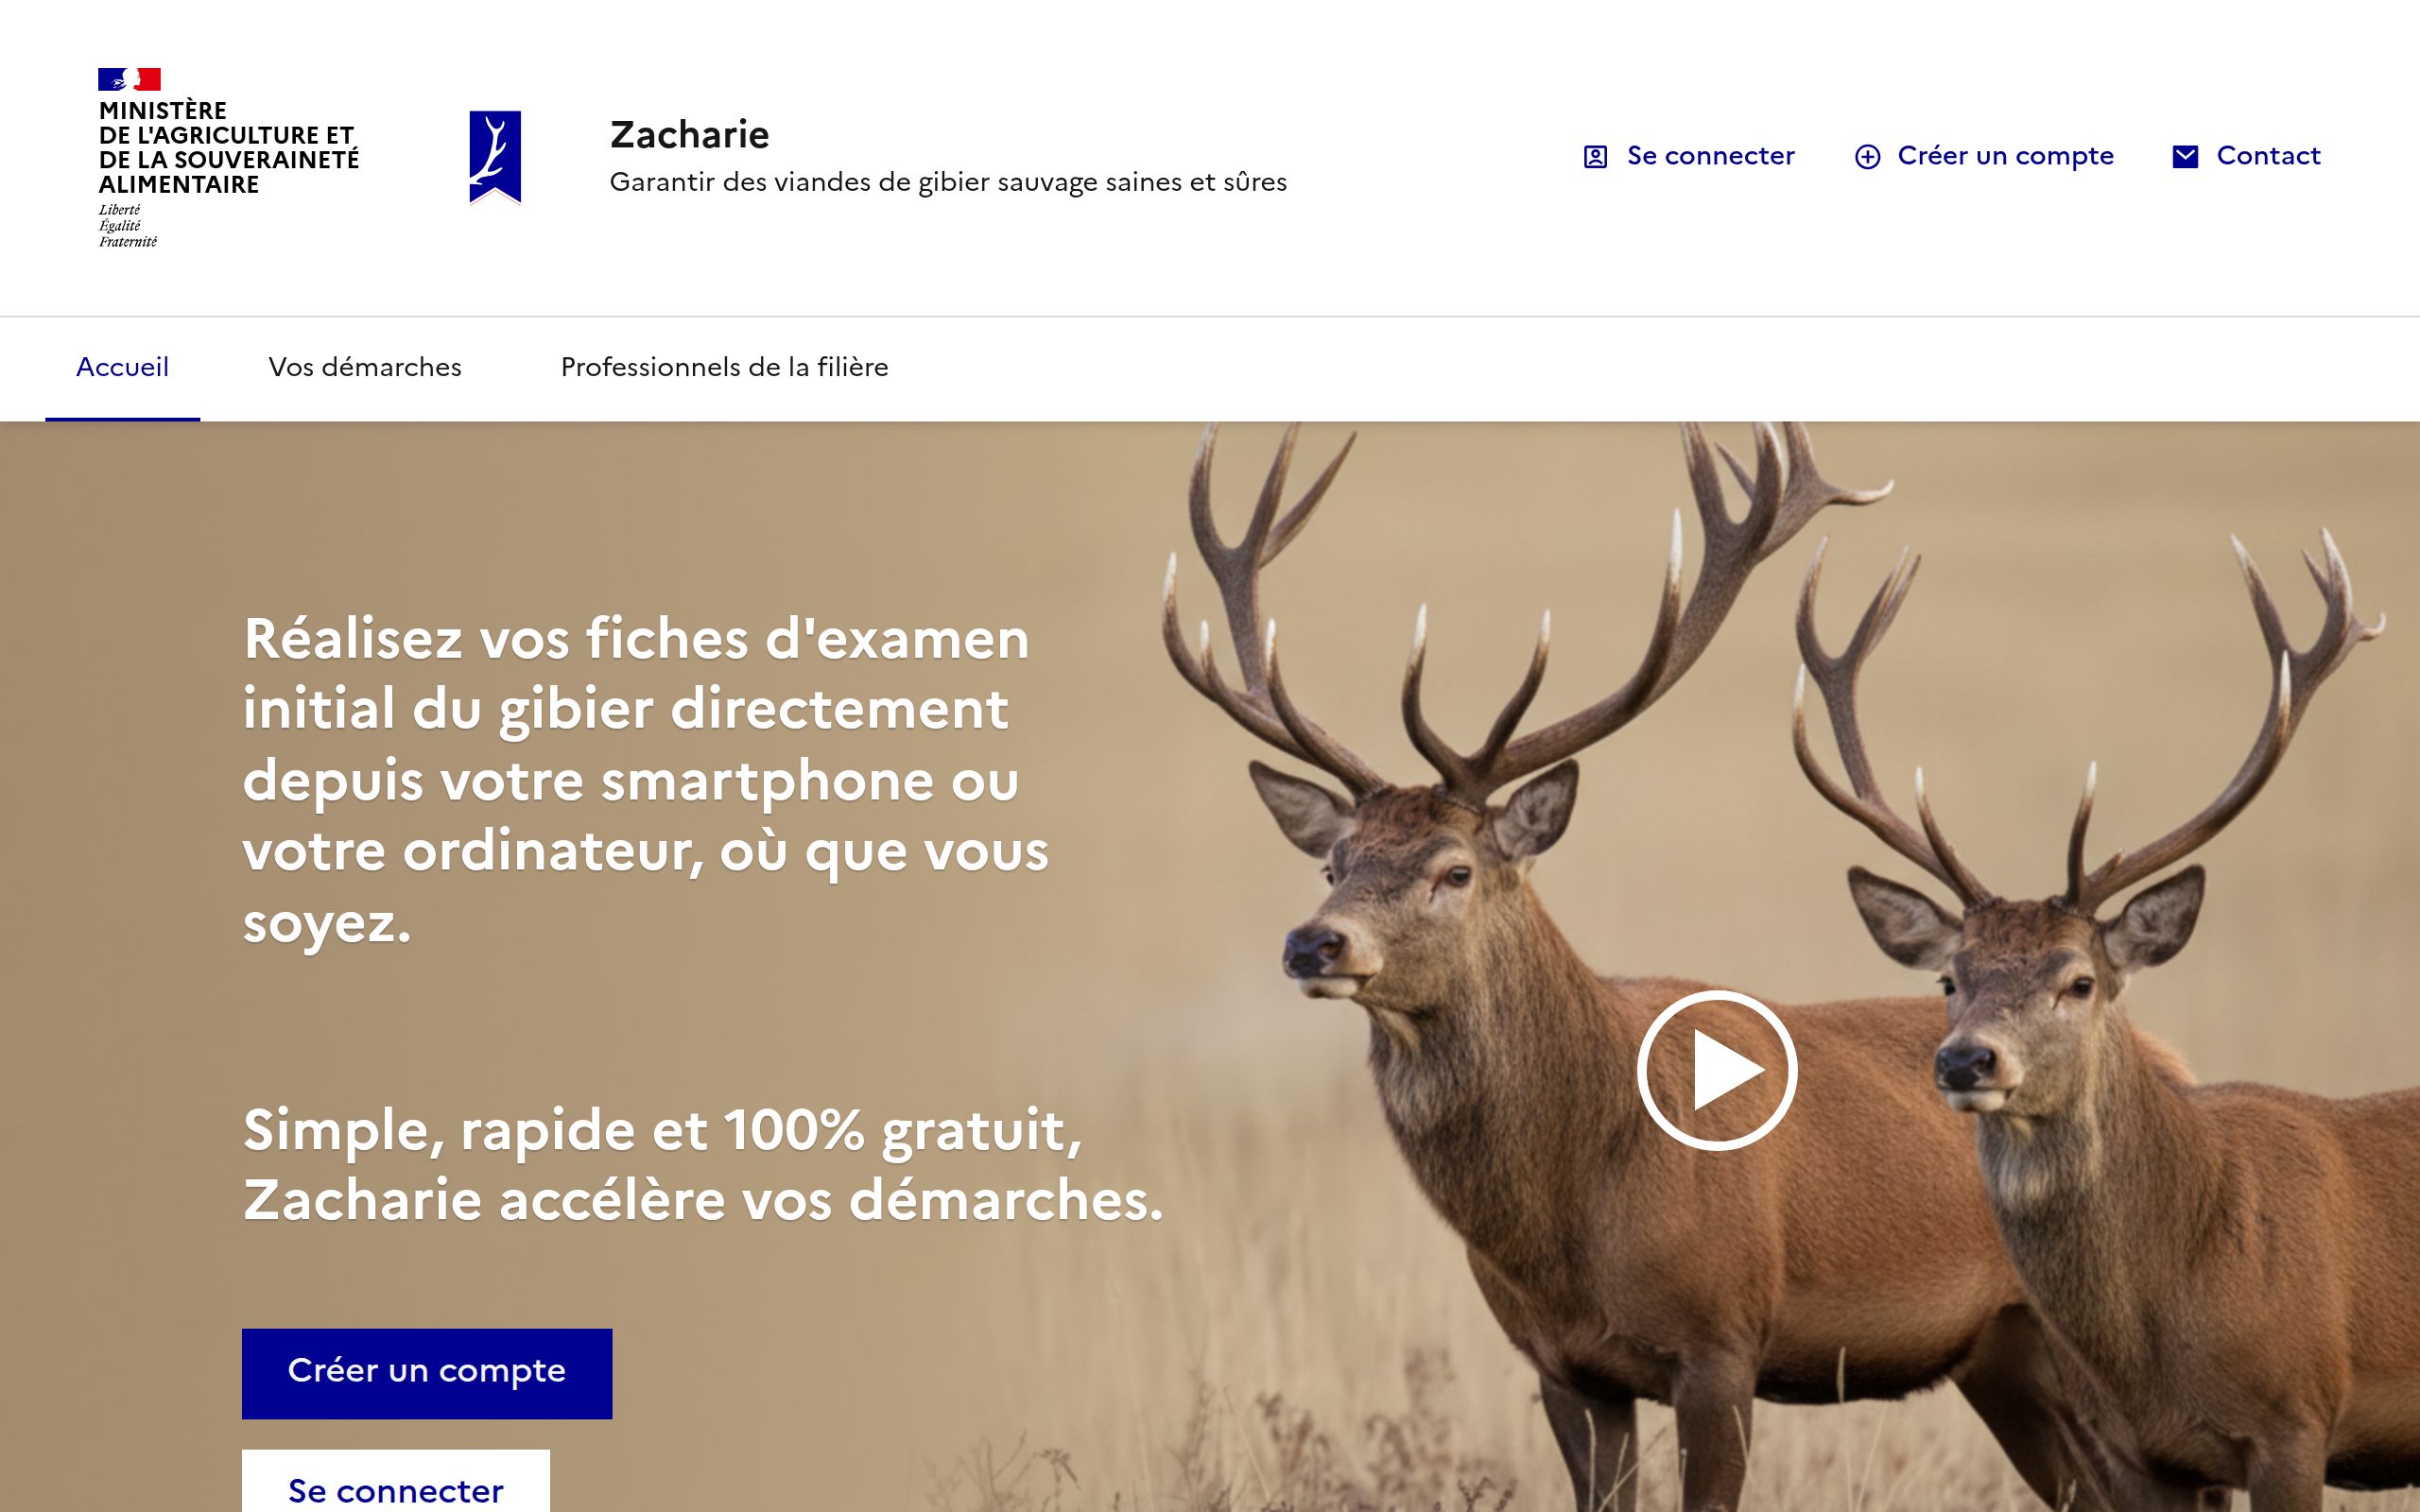 MINISTÈRE
DE L'AGRICULTURE ET
DE LA SOUVERAINETÉ
ALIMENTAIRE
Liberté
Égalité
Fraternité
Zacharie
Garantir des viandes de gibier sauvage saines et sûres
Se connecter
Créer un compte
Contact
Accueil
Vos démarches
Professionnels de la filière
Réalisez vos fiches d'examen
initial du gibier directement
depuis votre smartphone ou
votre ordinateur, où que vous
soyez.
Simple, rapide et 100% gratuit,
Zacharie accélère vos démarches.
Créer un compte
Se connecter